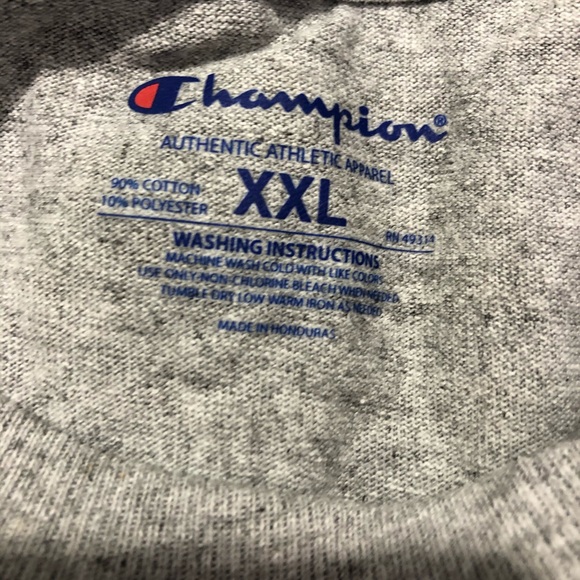 Champion®
AUTHENTIC ATHLETIC APPAREL
90% COTTON
10% POLYESTER
XXL
RN 49314
WASHING INSTRUCTIONS
MACHINE WASH COLD WITH LIKE COLORS
USE ONLY NON-CHLORINE BLEACH WHEN NEEDED
TUMBLE DRY LOW WARM IRON AS NEEDED
MADE IN HONDURAS